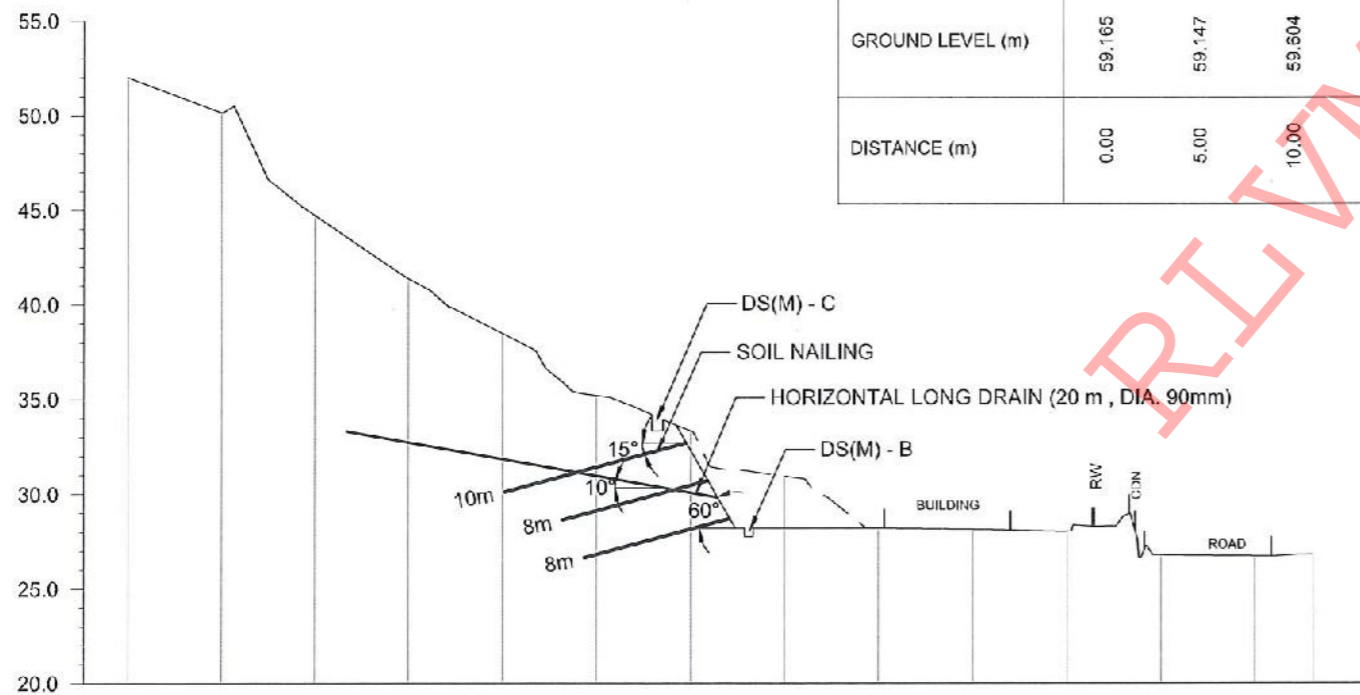 55.0
50.0
45.0
40.0
35.0
30.0
25.0
20.0
GROUND LEVEL (m) 59.165 59.147 59.604
DISTANCE (m) 0.00 5.00 10.00
DS(M) - C
SOIL NAILING
HORIZONTAL LONG DRAIN (20 m , DIA. 90mm)
DS(M) - B
15°
10°
60°
10m
8m
8m
BUILDING
RW
CDN
ROAD